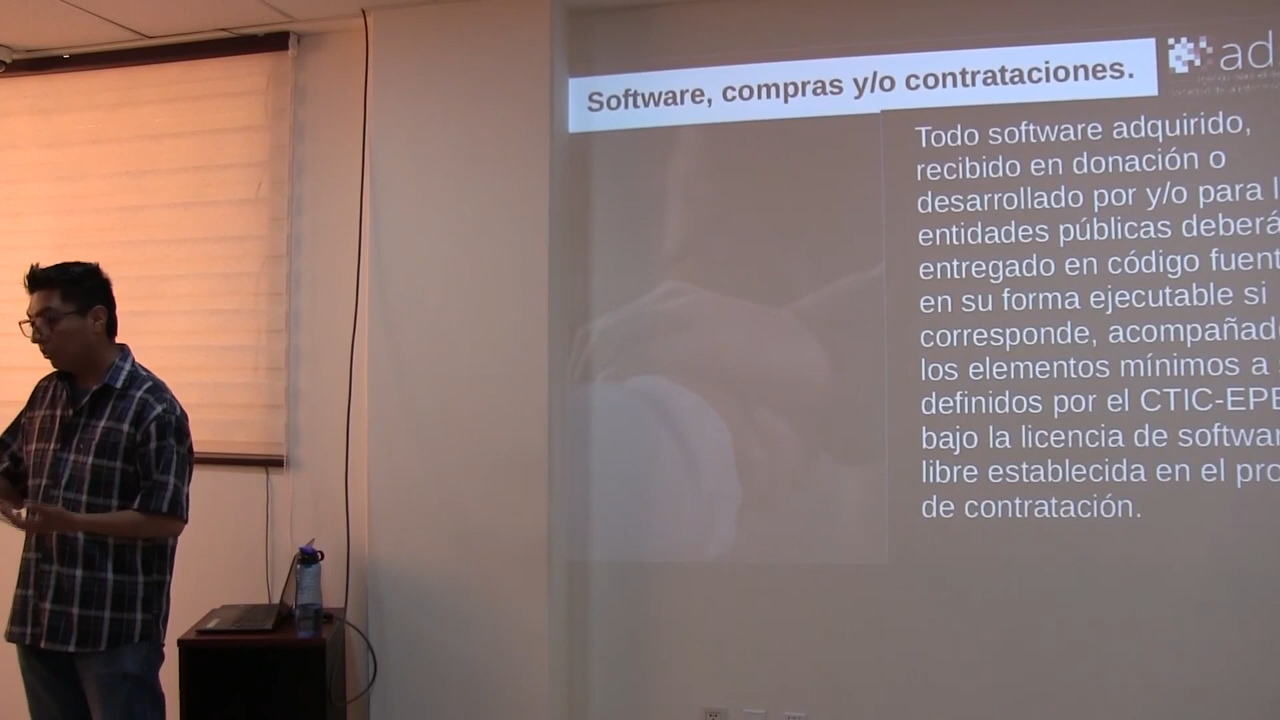 Software, compras y/o contrataciones.
ad
Todo software adquirido,
recibido en donación o
desarrollado por y/o para l
entidades públicas deberá
entregado en código fuent
en su forma ejecutable si
corresponde, acompañad
los elementos mínimos a
definidos por el CTIC-EPE
bajo la licencia de softwar
libre establecida en el pro
de contratación.